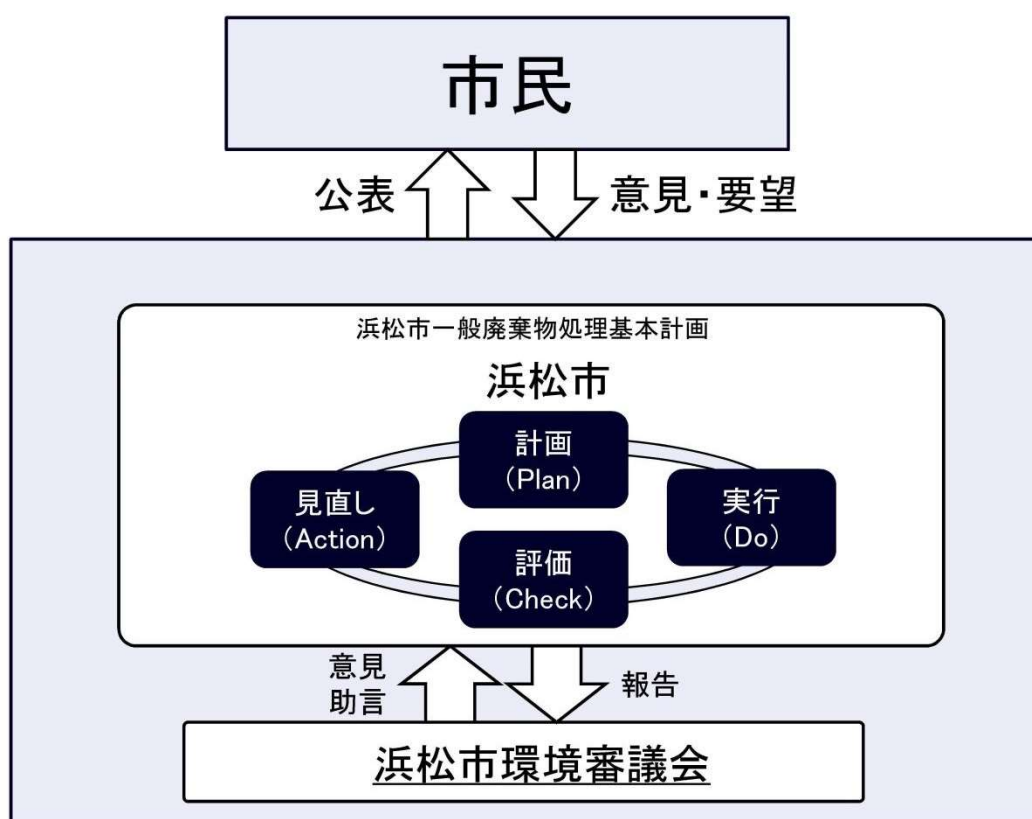 市民
公表
意見・要望
浜松市一般廃棄物処理基本計画
浜松市
計画
(Plan)
見直し
(Action)
実行
(Do)
評価
(Check)
意見
助言
報告
浜松市環境審議会